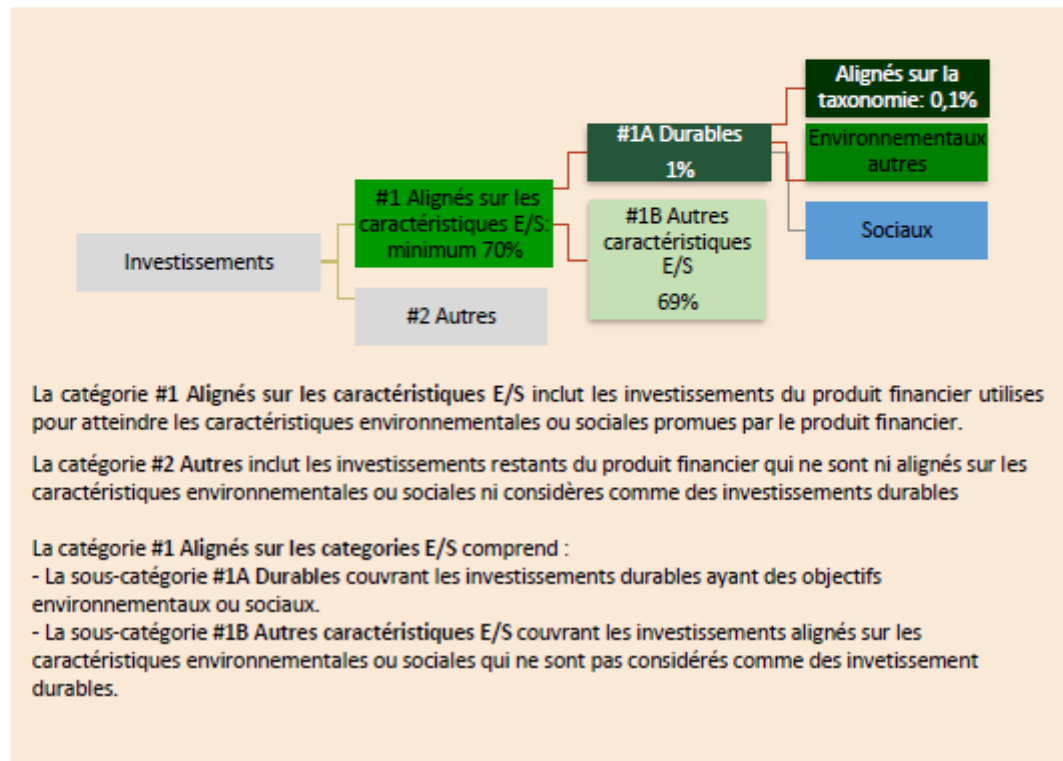 Alignés sur la
taxonomie: 0,1%
#1A Durables
1%
Environnementaux
autres
#1 Alignés sur les
caractéristiques E/S:
minimum 70%
#1B Autres
caractéristiques
E/S
69%
Sociaux
Investissements
#2 Autres
La catégorie #1 Alignés sur les caractéristiques E/S inclut les investissements du produit financier utilises
pour atteindre les caractéristiques environnementales ou sociales promues par le produit financier.
La catégorie #2 Autres inclut les investissements restants du produit financier qui ne sont ni alignés sur les
caractéristiques environnementales ou sociales ni considères comme des investissements durables
La catégorie #1 Alignés sur les categories E/S comprend :
- La sous-catégorie #1A Durables couvrant les investissements durables ayant des objectifs
environnementaux ou sociaux.
- La sous-catégorie #1B Autres caractéristiques E/S couvrant les investissements alignés sur les
caractéristiques environnementales ou sociales qui ne sont pas considérés comme des invetissement
durables.